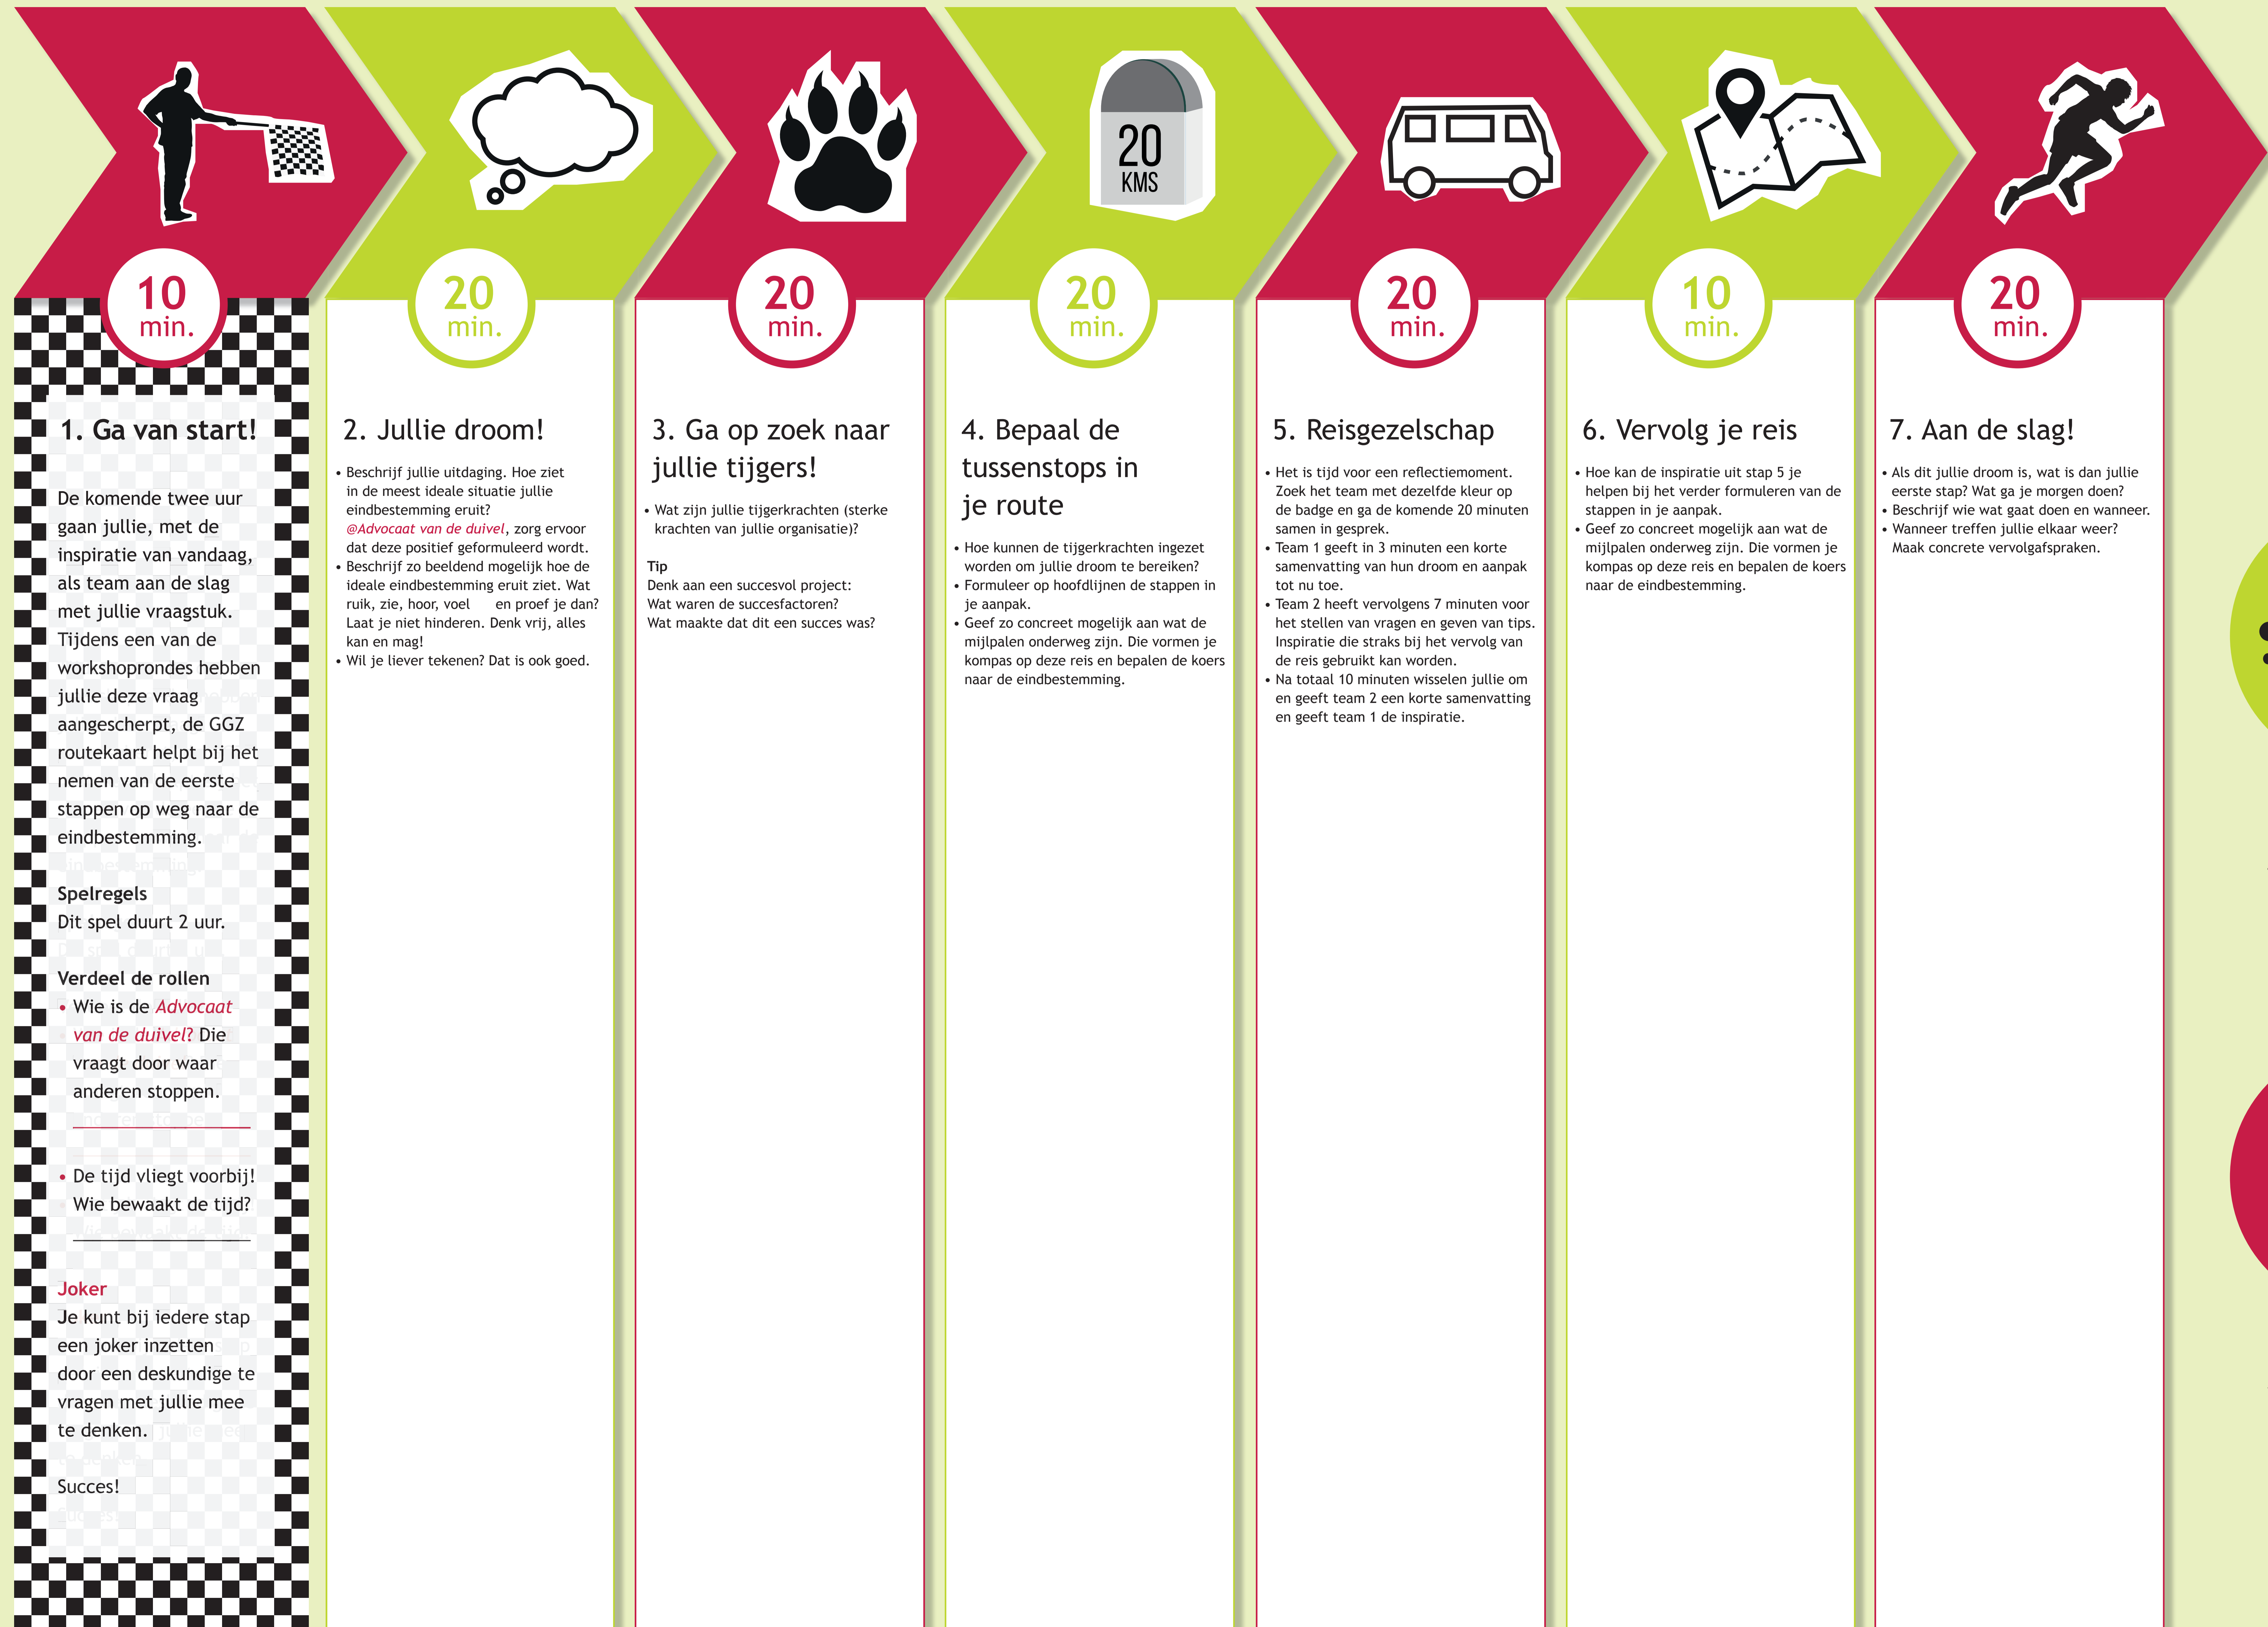 20
KMS
10
min.
20
min.
20
min.
20
min.
20
min.
10
min.
20
min.
1. Ga van start!
De komende twee uur
gaan jullie, met de
inspiratie van vandaag,
als team aan de slag
met jullie vraagstuk.
Tijdens een van de
workshoprondes hebben
jullie deze vraag
aangescherpt, de GGZ
routekaart helpt bij het
nemen van de eerste
stappen op weg naar de
eindbestemming.
Spelregels
Dit spel duurt 2 uur.
Verdeel de rollen
• Wie is de Advocaat
van de duivel? Die
vraagt door waar
anderen stoppen.
• De tijd vliegt voorbij!
Wie bewaakt de tijd?
Joker
Je kunt bij iedere stap
een joker inzetten
door een deskundige te
vragen met jullie mee
te denken.
Succes!
2. Jullie droom!
• Beschrijf jullie uitdaging. Hoe ziet
in de meest ideale situatie jullie
eindbestemming eruit?
@Advocaat van de duivel, zorg ervoor
dat deze positief geformuleerd wordt.
• Beschrijf zo beeldend mogelijk hoe de
ideale eindbestemming eruit ziet. Wat
ruik, zie, hoor, voel en proef je dan?
Laat je niet hinderen. Denk vrij, alles
kan en mag!
• Wil je liever tekenen? Dat is ook goed.
3. Ga op zoek naar
jullie tijgers!
• Wat zijn jullie tijgerkrachten (sterke
krachten van jullie organisatie)?
Tip
Denk aan een succesvol project:
Wat waren de succesfactoren?
Wat maakte dat dit een succes was?
4. Bepaal de
tussenstops in
je route
• Hoe kunnen de tijgerkrachten ingezet
worden om jullie droom te bereiken?
• Formuleer op hoofdlijnen de stappen in
je aanpak.
• Geef zo concreet mogelijk aan wat de
mijlpalen onderweg zijn. Die vormen je
kompas op deze reis en bepalen de koers
naar de eindbestemming.
5. Reisgezelschap
• Het is tijd voor een reflectiemoment.
Zoek het team met dezelfde kleur op
de badge en ga de komende 20 minuten
samen in gesprek.
• Team 1 geeft in 3 minuten een korte
samenvatting van hun droom en aanpak
tot nu toe.
• Team 2 heeft vervolgens 7 minuten voor
het stellen van vragen en geven van tips.
Inspiratie die straks bij het vervolg van
de reis gebruikt kan worden.
• Na totaal 10 minuten wisselen jullie om
en geeft team 2 een korte samenvatting
en geeft team 1 de inspiratie.
6. Vervolg je reis
• Hoe kan de inspiratie uit stap 5 je
helpen bij het verder formuleren van de
stappen in je aanpak.
• Geef zo concreet mogelijk aan wat de
mijlpalen onderweg zijn. Die vormen je
kompas op deze reis en bepalen de koers
naar de eindbestemming.
7. Aan de slag!
• Als dit jullie droom is, wat is dan jullie
eerste stap? Wat ga je morgen doen?
• Beschrijf wie wat gaat doen en wanneer.
• Wanneer treffen jullie elkaar weer?
Maak concrete vervolgafspraken.